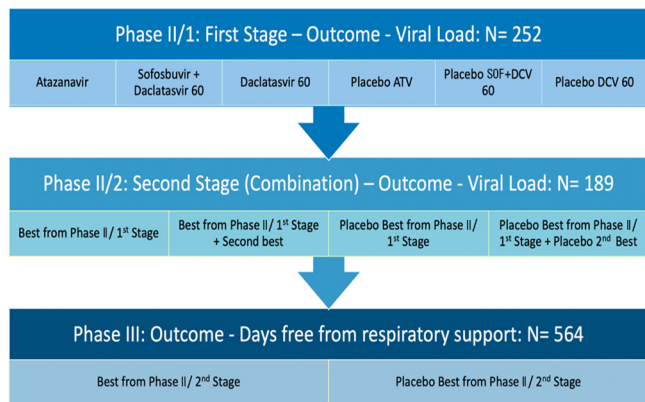 Phase II/1: First Stage – Outcome - Viral Load: N= 252
Atazanavir
Sofosbuvir +
Daclatasvir 60
Daclatasvir 60
Placebo ATV
Placebo SOF+DCV
60
Placebo DCV 60
Phase II/2: Second Stage (Combination) – Outcome - Viral Load: N= 189
Best from Phase II/ 1st Stage
Best from Phase II/ 1st Stage
+ Second best
Placebo Best from Phase II/
1st Stage
Placebo Best from Phase II/
1st Stage + Placebo 2nd Best
Phase III: Outcome - Days free from respiratory support: N= 564
Best from Phase II/ 2nd Stage
Placebo Best from Phase II/ 2nd Stage